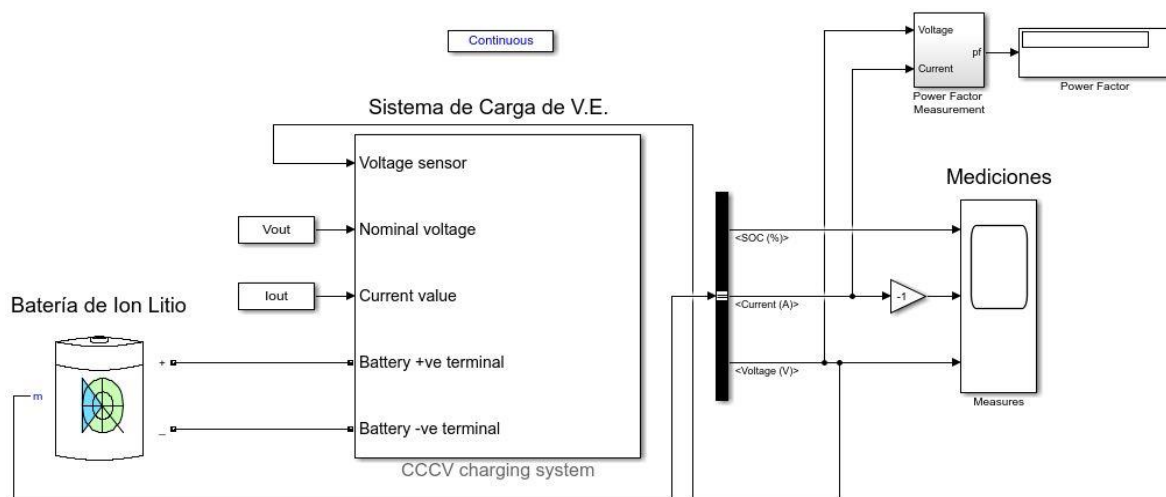 Continuous
Voltage
Current
pf
Power Factor
Measurement
Power Factor
Sistema de Carga de V.E.
Voltage sensor
Vout
Nominal voltage
Iout
Current value
Battery +ve terminal
Battery -ve terminal
CCCV charging system
Batería de Ion Litio
m
+
_
<SOC (%)>
<Current (A)>
<Voltage (V)>
-1
Mediciones
Measures